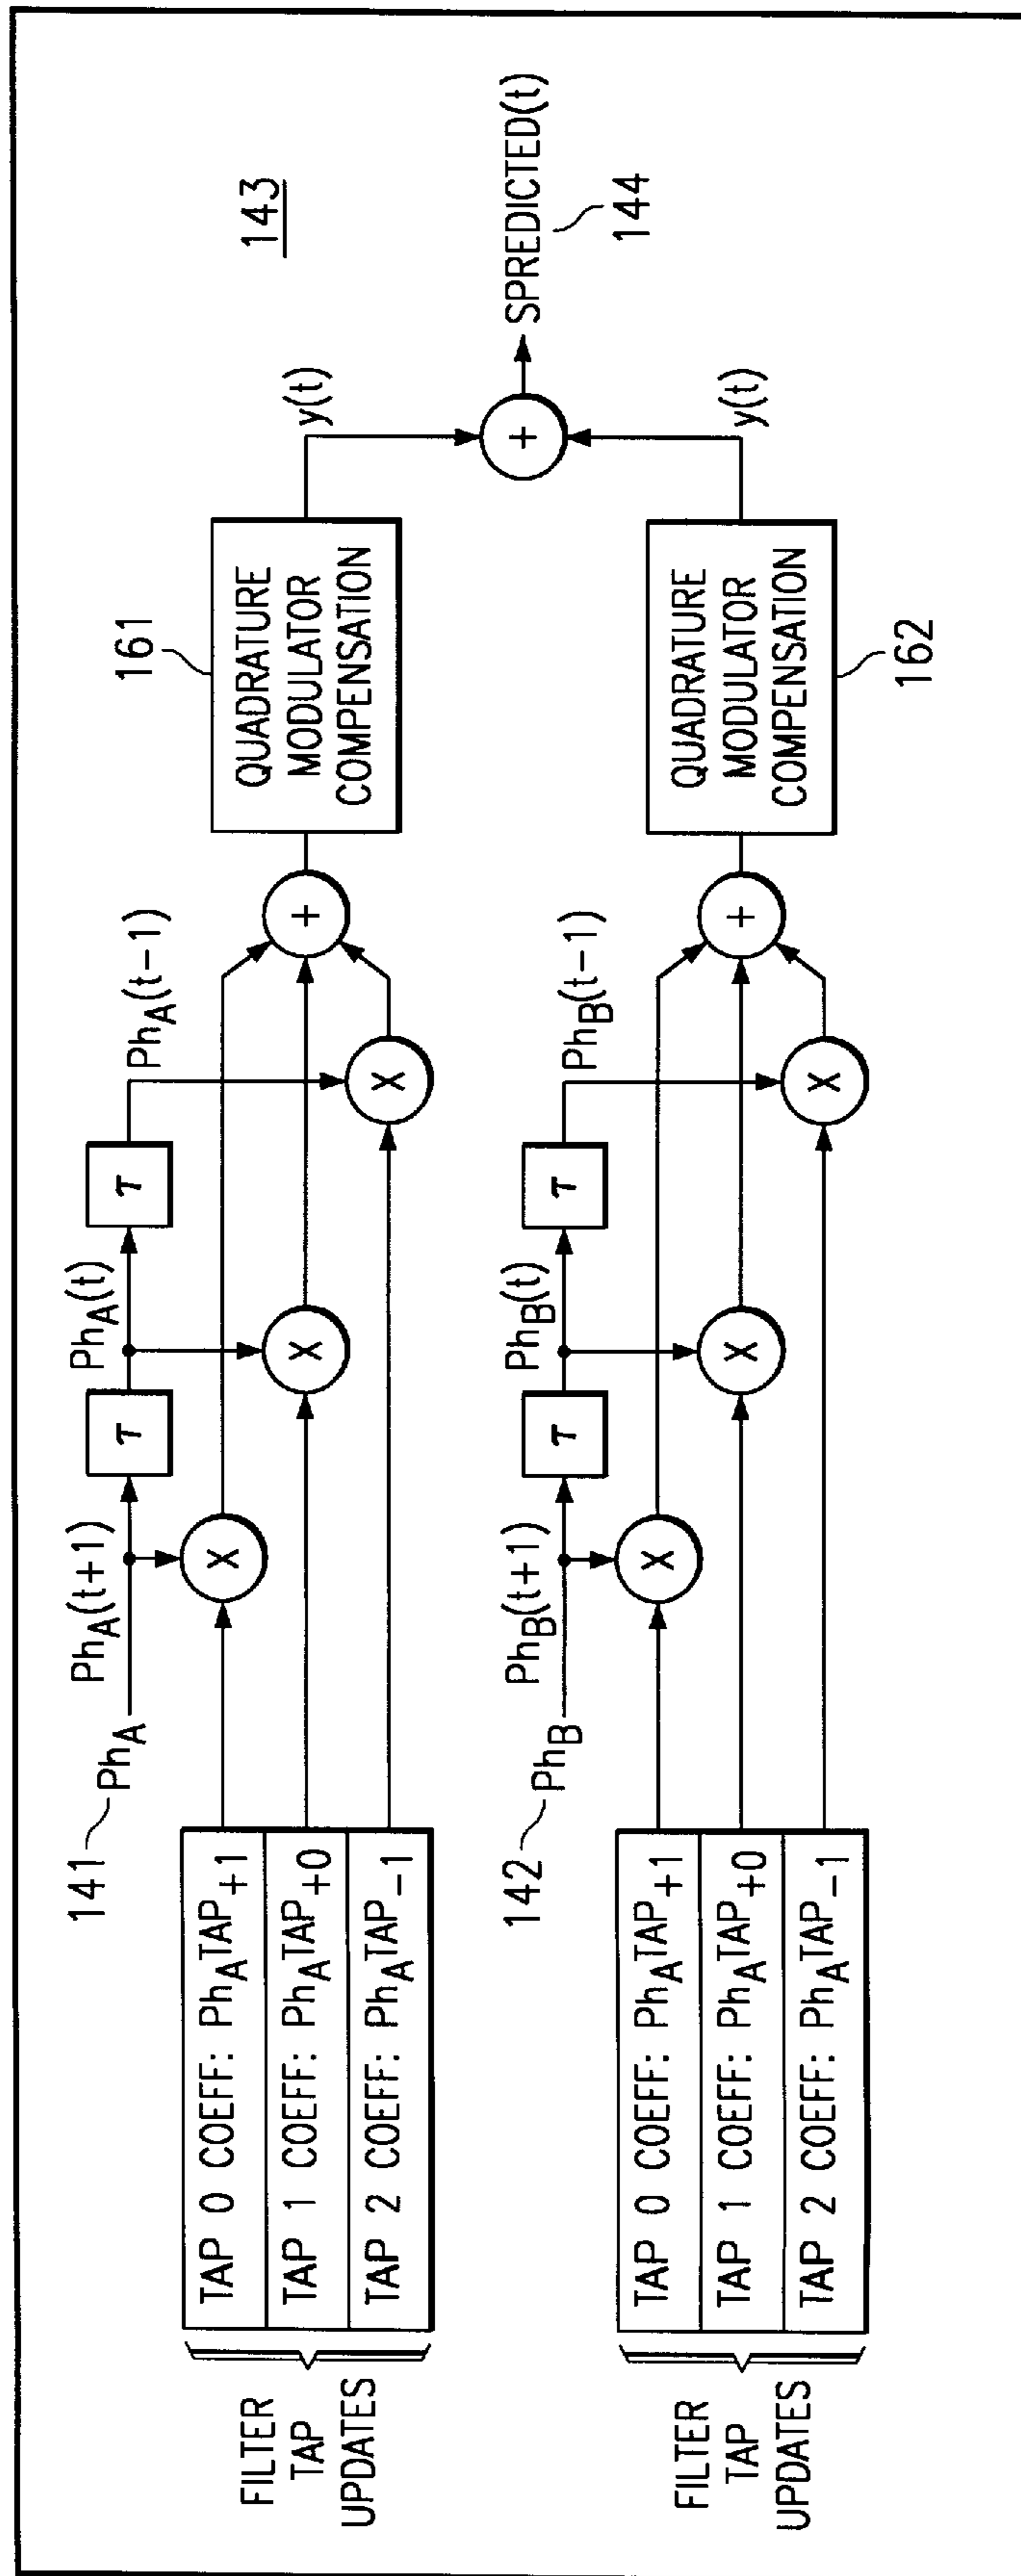 143
141
PhA
PhA(t+1)
τ
PhA(t)
τ
PhA(t−1)
FILTER
TAP
UPDATES
TAP 0 COEFF: PhATAP+1
TAP 1 COEFF: PhATAP+0
TAP 2 COEFF: PhATAP−1
X
X
X
+
161
QUADRATURE
MODULATOR
COMPENSATION
y(t)
+
SPREDICTED(t)
144
142
PhB
PhB(t+1)
τ
PhB(t)
τ
PhB(t−1)
FILTER
TAP
UPDATES
TAP 0 COEFF: PhATAP+1
TAP 1 COEFF: PhATAP+0
TAP 2 COEFF: PhATAP−1
X
X
X
+
QUADRATURE
MODULATOR
COMPENSATION
162
y(t)